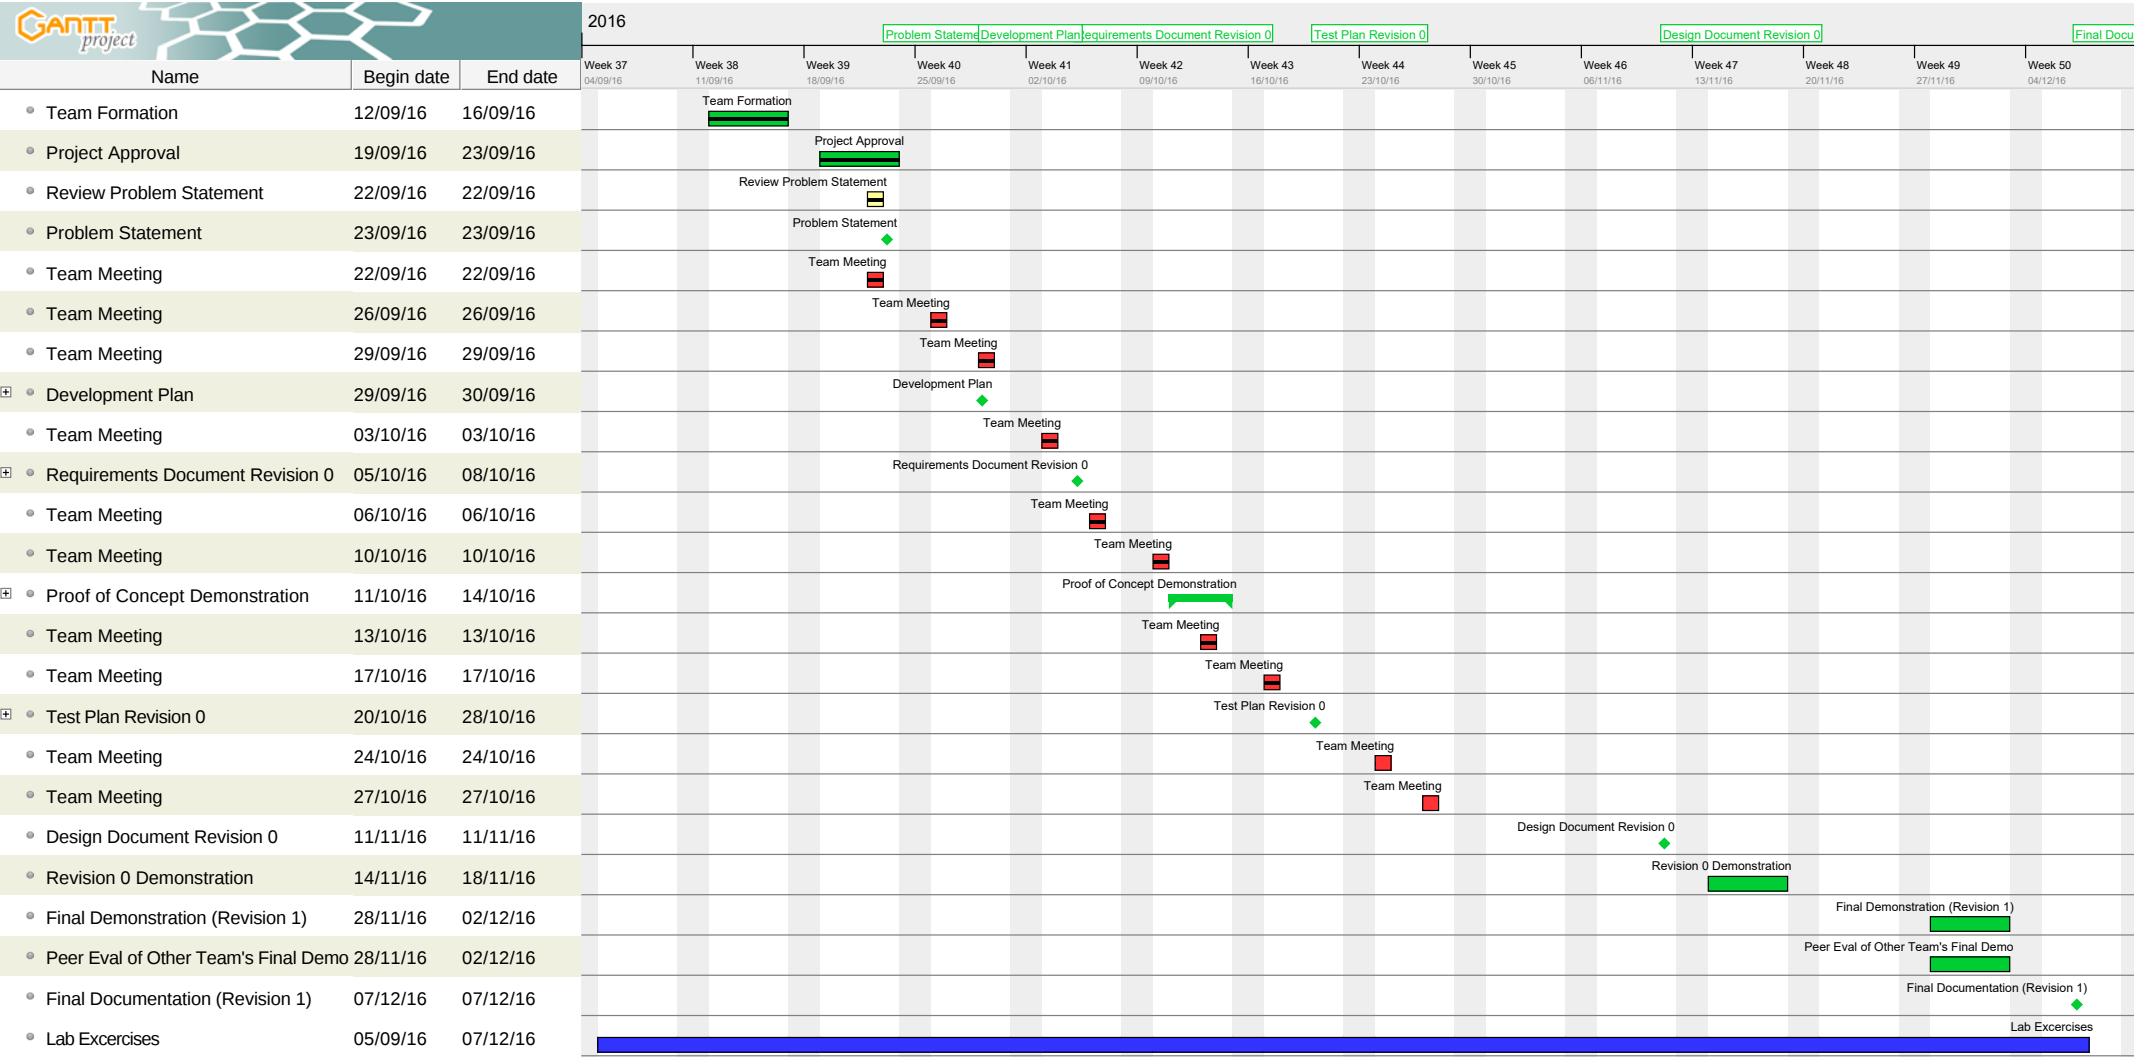 GANTT
project
2016
Problem Stateme
Development Plan
equirements Document Revision 0
Test Plan Revision 0
Design Document Revision 0
Final Docu
Name Begin date End date
Week 37 Week 38 Week 39 Week 40 Week 41 Week 42 Week 43 Week 44 Week 45 Week 46 Week 47 Week 48 Week 49 Week 50
04/09/16 11/09/16 18/09/16 25/09/16 02/10/16 09/10/16 16/10/16 23/10/16 30/10/16 06/11/16 13/11/16 20/11/16 27/11/16 04/12/16
Team Formation 12/09/16 16/09/16
Team Formation
Project Approval 19/09/16 23/09/16
Project Approval
Review Problem Statement 22/09/16 22/09/16
Review Problem Statement
Problem Statement 23/09/16 23/09/16
Problem Statement
Team Meeting 22/09/16 22/09/16
Team Meeting
Team Meeting 26/09/16 26/09/16
Team Meeting
Team Meeting 29/09/16 29/09/16
Team Meeting
Development Plan 29/09/16 30/09/16
Development Plan
Team Meeting 03/10/16 03/10/16
Team Meeting
Requirements Document Revision 0 05/10/16 08/10/16
Requirements Document Revision 0
Team Meeting 06/10/16 06/10/16
Team Meeting
Team Meeting 10/10/16 10/10/16
Team Meeting
Proof of Concept Demonstration 11/10/16 14/10/16
Proof of Concept Demonstration
Team Meeting 13/10/16 13/10/16
Team Meeting
Team Meeting 17/10/16 17/10/16
Team Meeting
Test Plan Revision 0 20/10/16 28/10/16
Test Plan Revision 0
Team Meeting 24/10/16 24/10/16
Team Meeting
Team Meeting 27/10/16 27/10/16
Team Meeting
Design Document Revision 0 11/11/16 11/11/16
Design Document Revision 0
Revision 0 Demonstration 14/11/16 18/11/16
Revision 0 Demonstration
Final Demonstration (Revision 1) 28/11/16 02/12/16
Final Demonstration (Revision 1)
Peer Eval of Other Team's Final Demo 28/11/16 02/12/16
Peer Eval of Other Team's Final Demo
Final Documentation (Revision 1) 07/12/16 07/12/16
Final Documentation (Revision 1)
Lab Excercises 05/09/16 07/12/16
Lab Excercises